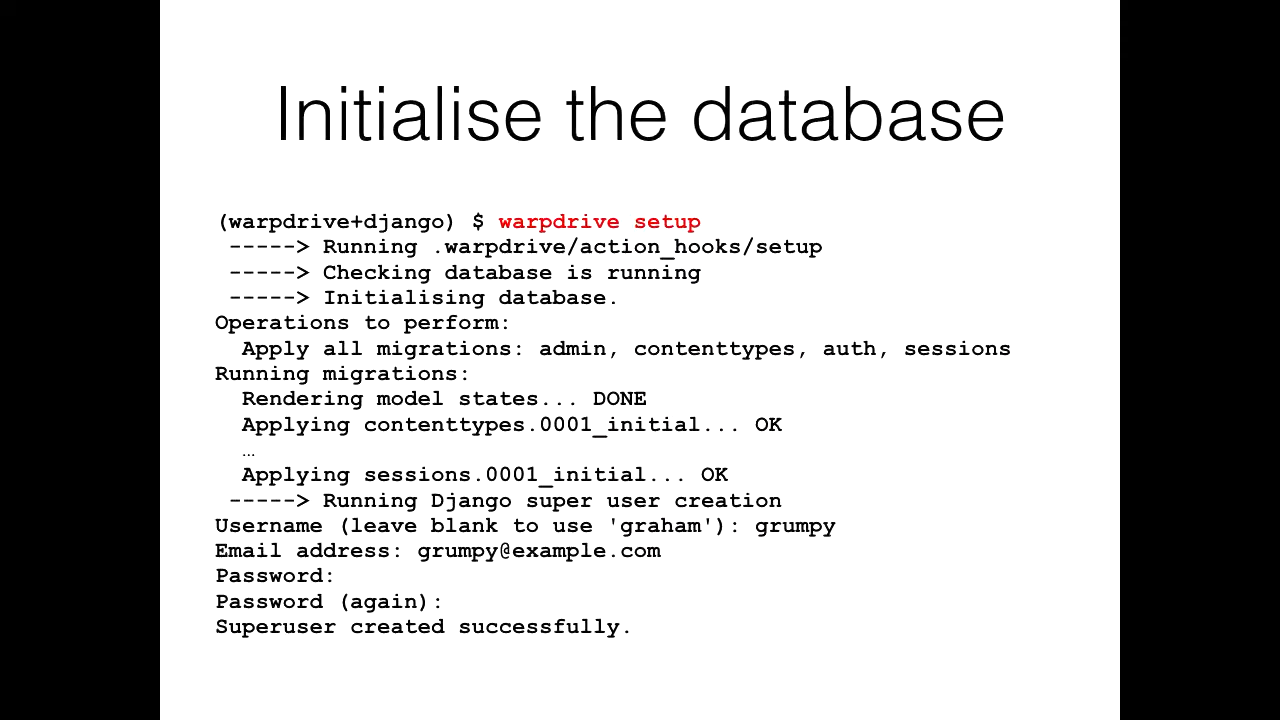 Initialise the database
(warpdrive+django) $ warpdrive setup
-----> Running .warpdrive/action_hooks/setup
-----> Checking database is running
-----> Initialising database.
Operations to perform:
Apply all migrations: admin, contenttypes, auth, sessions
Running migrations:
Rendering model states... DONE
Applying contenttypes.0001_initial... OK
…
Applying sessions.0001_initial... OK
-----> Running Django super user creation
Username (leave blank to use 'graham'): grumpy
Email address: grumpy@example.com
Password:
Password (again):
Superuser created successfully.